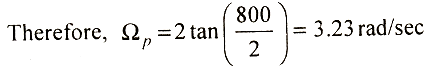 Therefore, Ω_p = 2 tan(800/2) = 3.23 rad/sec